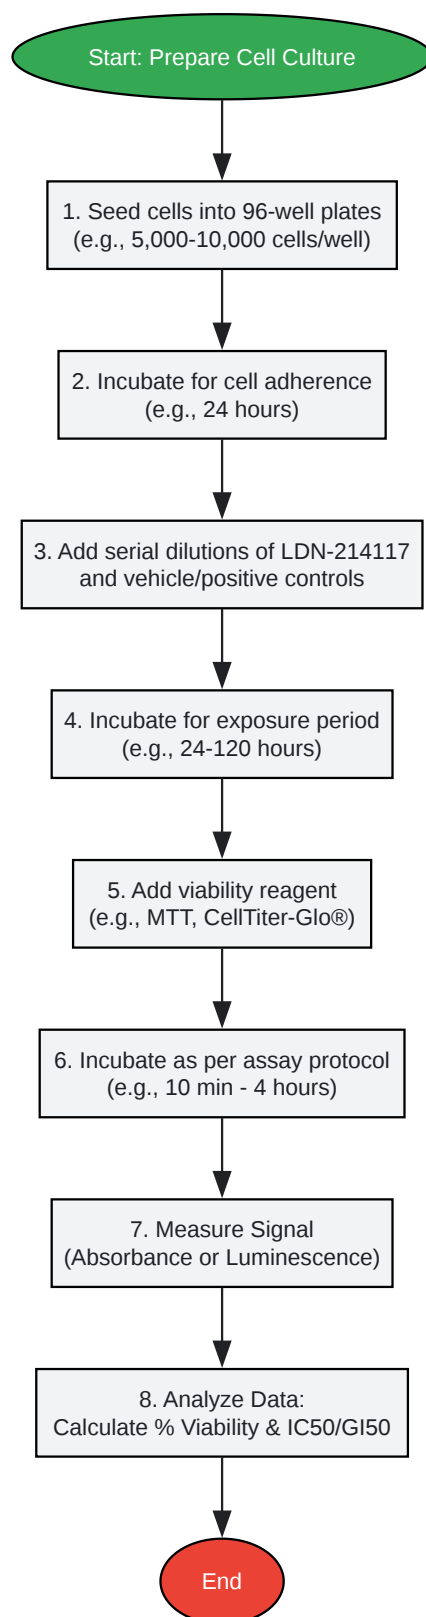 Start: Prepare Cell Culture
1. Seed cells into 96-well plates
(e.g., 5,000-10,000 cells/well)
2. Incubate for cell adherence
(e.g., 24 hours)
3. Add serial dilutions of LDN-214117
and vehicle/positive controls
4. Incubate for exposure period
(e.g., 24-120 hours)
5. Add viability reagent
(e.g., MTT, CellTiter-Glo®)
6. Incubate as per assay protocol
(e.g., 10 min - 4 hours)
7. Measure Signal
(Absorbance or Luminescence)
8. Analyze Data:
Calculate % Viability & IC50/GI50
End